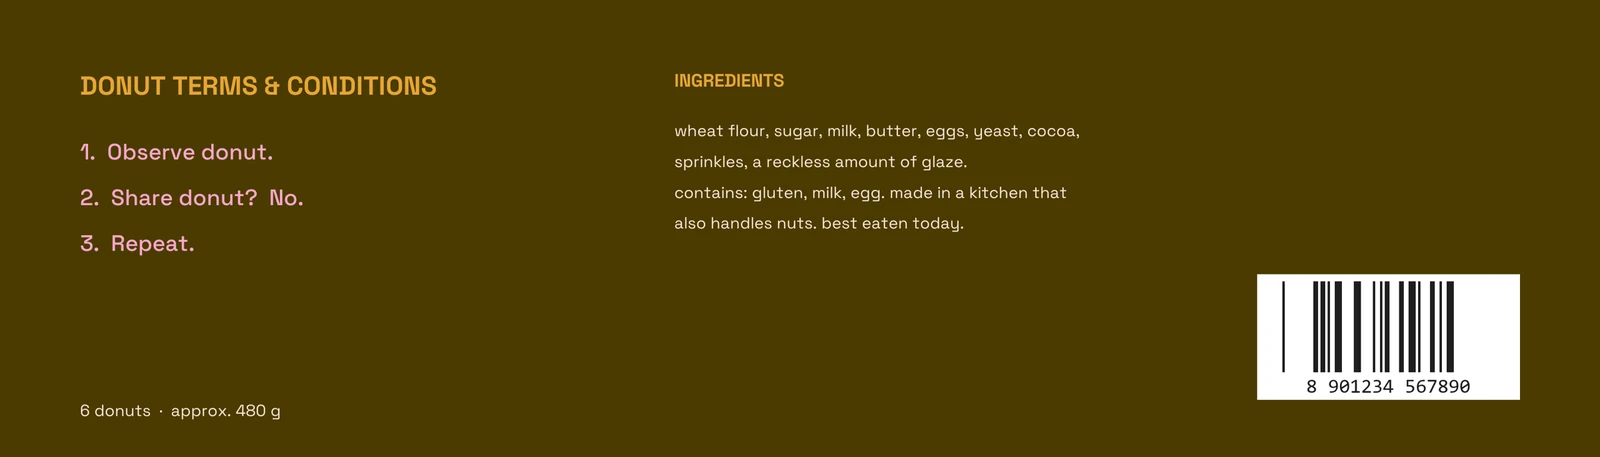 DONUT TERMS & CONDITIONS
1. Observe donut.
2. Share donut? No.
3. Repeat.
6 donuts · approx. 480 g
INGREDIENTS
wheat flour, sugar, milk, butter, eggs, yeast, cocoa,
sprinkles, a reckless amount of glaze.
contains: gluten, milk, egg. made in a kitchen that
also handles nuts. best eaten today.
8 901234 567890